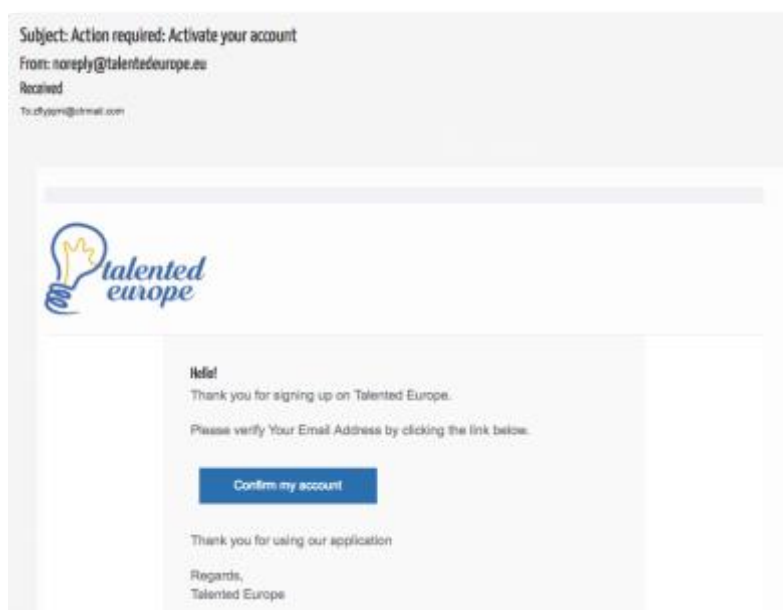 Subject: Action required: Activate your account
From: noreply@talentedeurope.eu
Received
talented
europe
Hello!
Thank you for signing up on Talented Europe.
Please verify Your Email Address by clicking the link below.
Confirm my account
Thank you for using our application
Regards,
Talented Europe